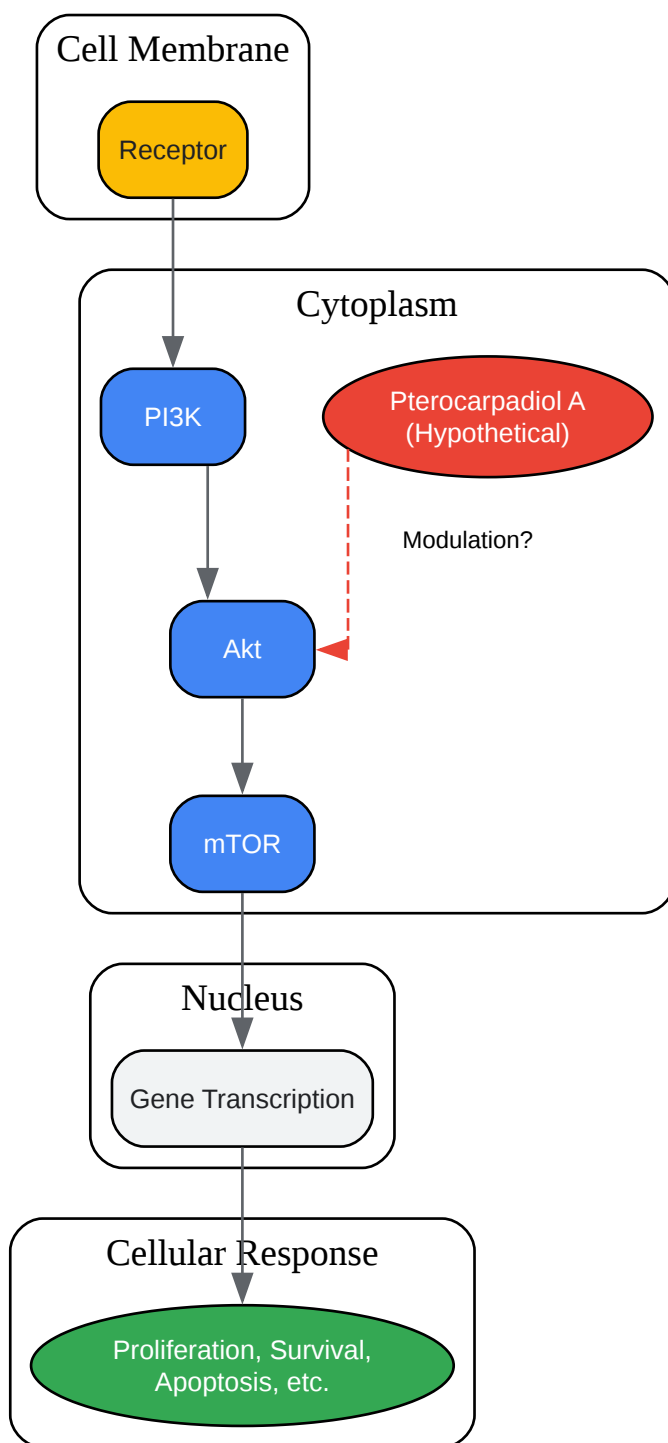 Cell Membrane
Receptor
Cytoplasm
PI3K
Pterocarpadiol A
(Hypothetical)
Modulation?
Akt
mTOR
Nucleus
Gene Transcription
Cellular Response
Proliferation, Survival,
Apoptosis, etc.